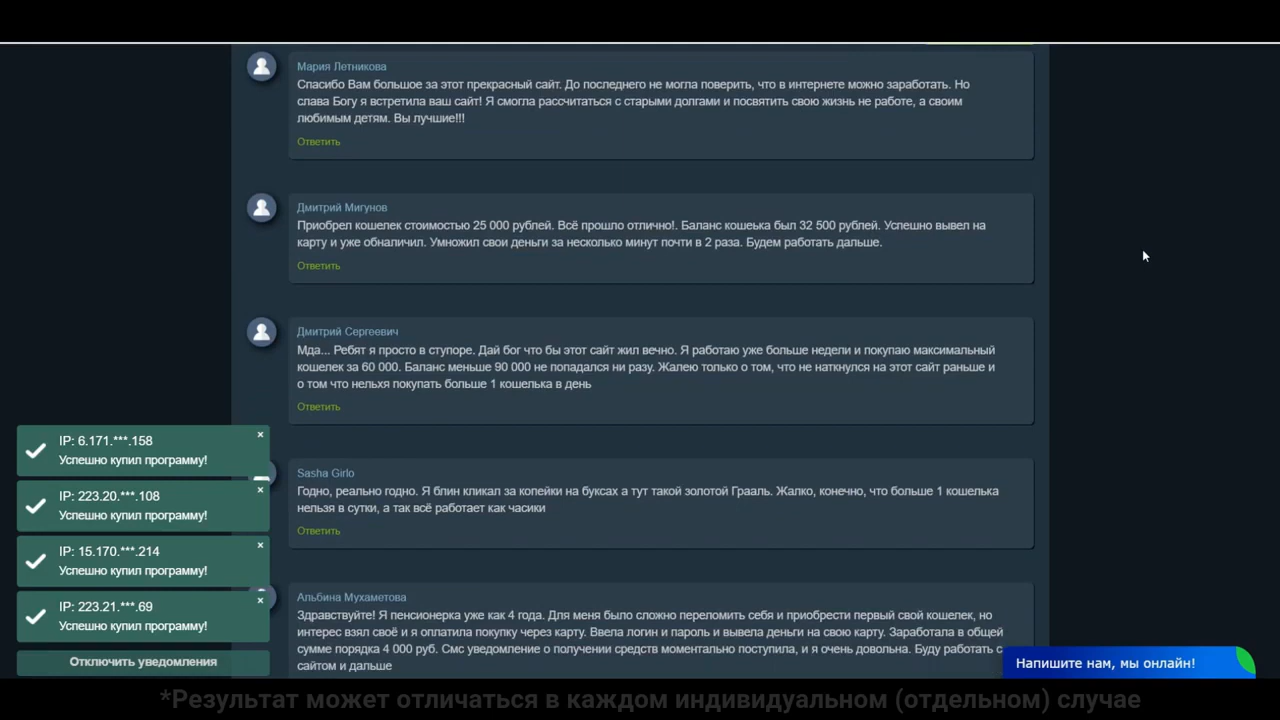 Мария Летникова
Спасибо Вам большое за этот прекрасный сайт. До последнего не могла поверить, что в интернете можно заработать. Но
слава Богу я встретила ваш сайт! Я смогла рассчитаться с старыми долгами и посвятить свою жизнь не работе, а своим
любимым детям. Вы лучшие!!!
Ответить
Дмитрий Мигунов
Приобрел кошелек стоимостью 25 000 рублей. Всё прошло отлично!. Баланс кошеька был 32 500 рублей. Успешно вывел на
карту и уже обналичил. Умножил свои деньги за несколько минут почти в 2 раза. Будем работать дальше.
Ответить
Дмитрий Сергеевич
Мда... Ребят я просто в ступоре. Дай бог что бы этот сайт жил вечно. Я работаю уже больше недели и покупаю максимальный
кошелек за 60 000. Баланс меньше 90 000 не попадался ни разу. Жалею только о том, что не наткнулся на этот сайт раньше и
о том что нельхя покупать больше 1 кошелька в день
Ответить
Sasha Girlo
Годно, реально годно. Я блин кликал за копейки на буксах а тут такой золотой Грааль. Жалко, конечно, что больше 1 кошелька
нельзя в сутки, а так всё работает как часики
Ответить
Альбина Мухаметова
Здравствуйте! Я пенсионерка уже как 4 года. Для меня было сложно переломить себя и приобрести первый свой кошелек, но
интерес взял своё и я оплатила покупку через карту. Ввела логин и пароль и вывела деньги на свою карту. Заработала в общей
сумме порядка 4 000 руб. Смс уведомление о получении средств моментально поступила, и я очень довольна. Буду работать с
сайтом и дальше
IP: 6.171.***.158
Успешно купил программу!
IP: 223.20.***.108
Успешно купил программу!
IP: 15.170.***.214
Успешно купил программу!
IP: 223.21.***.69
Успешно купил программу!
Отключить уведомления
Напишите нам, мы онлайн!
*Результат может отличаться в каждом индивидуальном (отдельном) случае